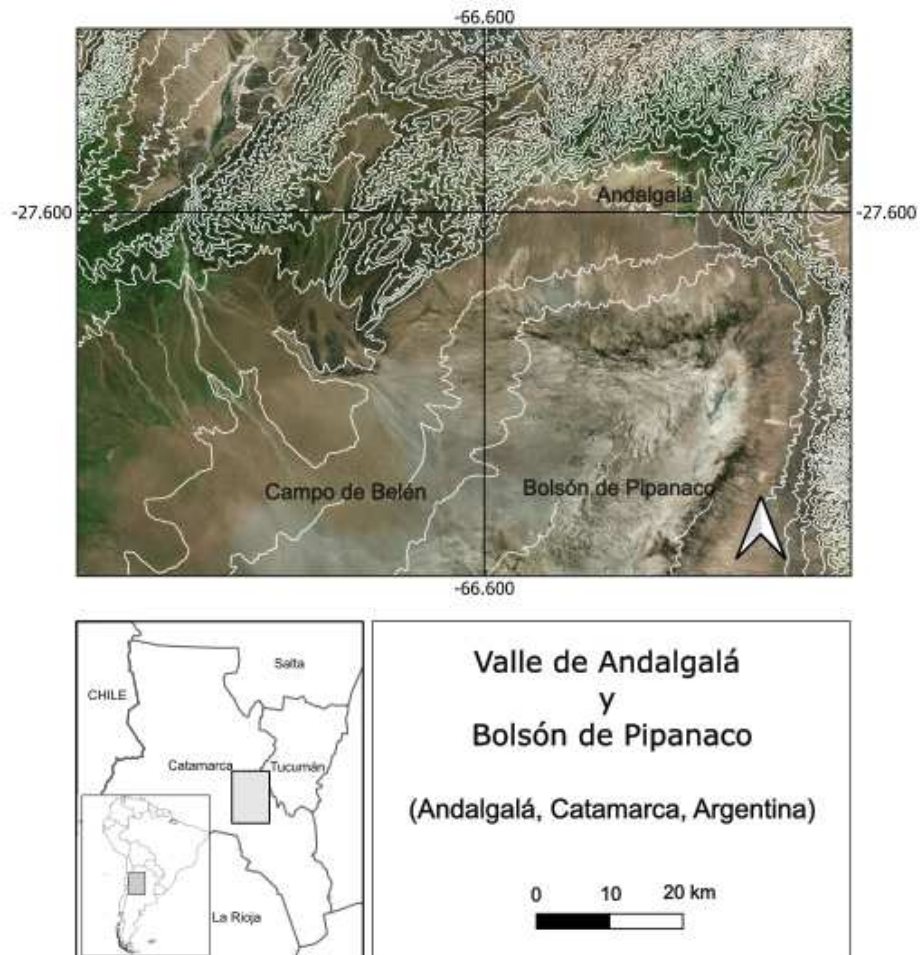 -66.600
-27.600
-27.600
Andalgalá
Campo de Belén
Bolsón de Pipanaco
-66.600
Salta
CHILE
Catamarca
Tucumán
La Rioja
Valle de Andalgalá
y
Bolsón de Pipanaco
(Andalgalá, Catamarca, Argentina)
0 10 20 km